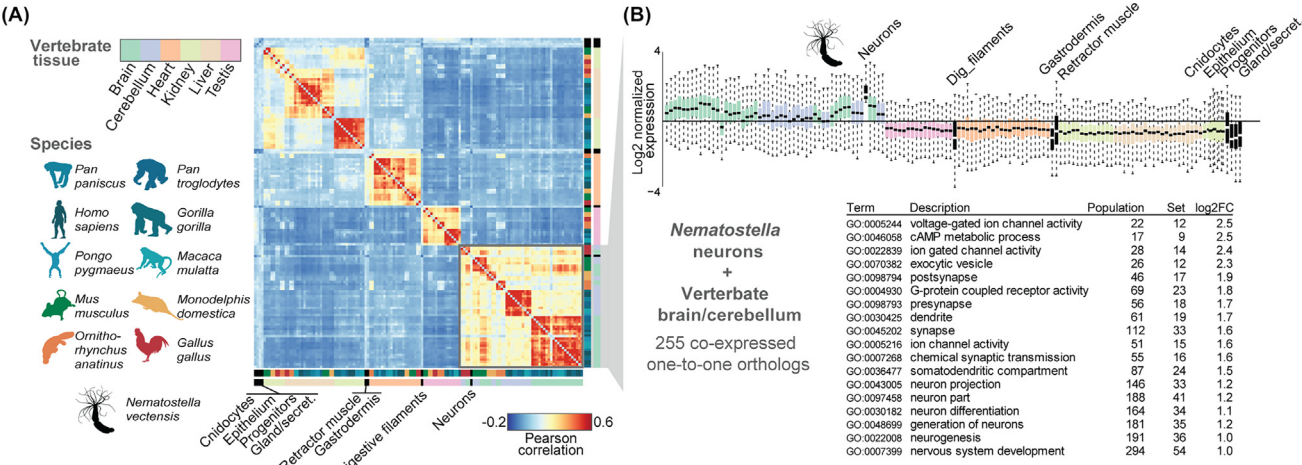 (A)
Vertebrate
tissue
Brain
Cerebellum
Heart
Kidney
Liver
Testis
Species
Pan
paniscus
Pan
troglodytes
Homo
sapiens
Gorilla
gorilla
Pongo
pygmaeus
Macaca
mulatta
Mus
musculus
Monodelphis
domestica
Ornitho-
rhynchus
anatinus
Gallus
gallus
Nematostella
vectensis
Cnidocytes
Epithelium
Progenitors
Gland/secret.
Retractor muscle
Gastrodermis
igestive filaments
Neurons
-0.2
0.6
Pearson
correlation
(B)
4
Log2 normalized
expresssion
−4
Neurons
Dig_filaments
Gastrodermis
Retractor muscle
Cnidocytes
Epithelium
Progenitors
Gland/secret
Nematostella
neurons
+
Verterbate
brain/cerebellum
255 co-expressed
one-to-one orthologs
Term Description Population Set log2FC
GO:0005244 voltage-gated ion channel activity 22 12 2.5
GO:0046058 cAMP metabolic process 17 9 2.5
GO:0022839 ion gated channel activity 28 14 2.4
GO:0070382 exocytic vesicle 26 12 2.3
GO:0098794 postsynapse 46 17 1.9
GO:0004930 G-protein coupled receptor activity 69 23 1.8
GO:0098793 presynapse 56 18 1.7
GO:0030425 dendrite 61 19 1.7
GO:0045202 synapse 112 33 1.6
GO:0005216 ion channel activity 51 15 1.6
GO:0007268 chemical synaptic transmission 55 16 1.6
GO:0036477 somatodendritic compartment 87 24 1.5
GO:0043005 neuron projection 146 33 1.2
GO:0097458 neuron part 188 41 1.2
GO:0030182 neuron differentiation 164 34 1.1
GO:0048699 generation of neurons 181 35 1.2
GO:0022008 neurogenesis 191 36 1.0
GO:0007399 nervous system development 294 54 1.0